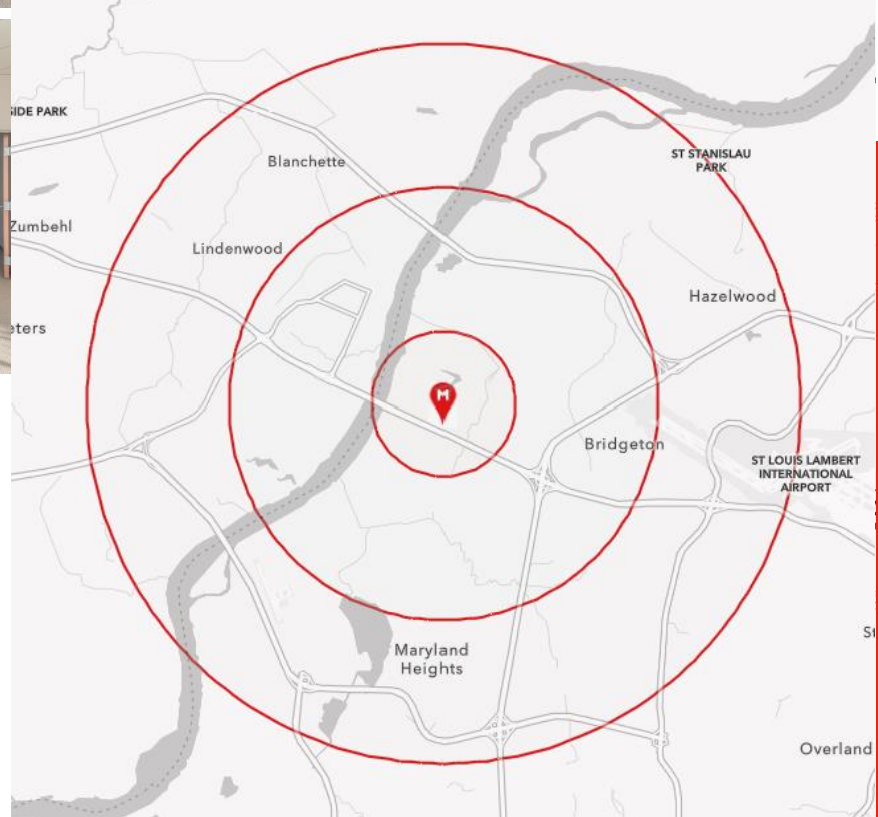 SIDE PARK
Blanchette
ST STANISLAU
PARK
Zumbehl
Lindenwood
Hazelwood
eters
M
Bridgeton
ST LOUIS LAMBERT
INTERNATIONAL
AIRPORT
St
Maryland
Heights
Overland